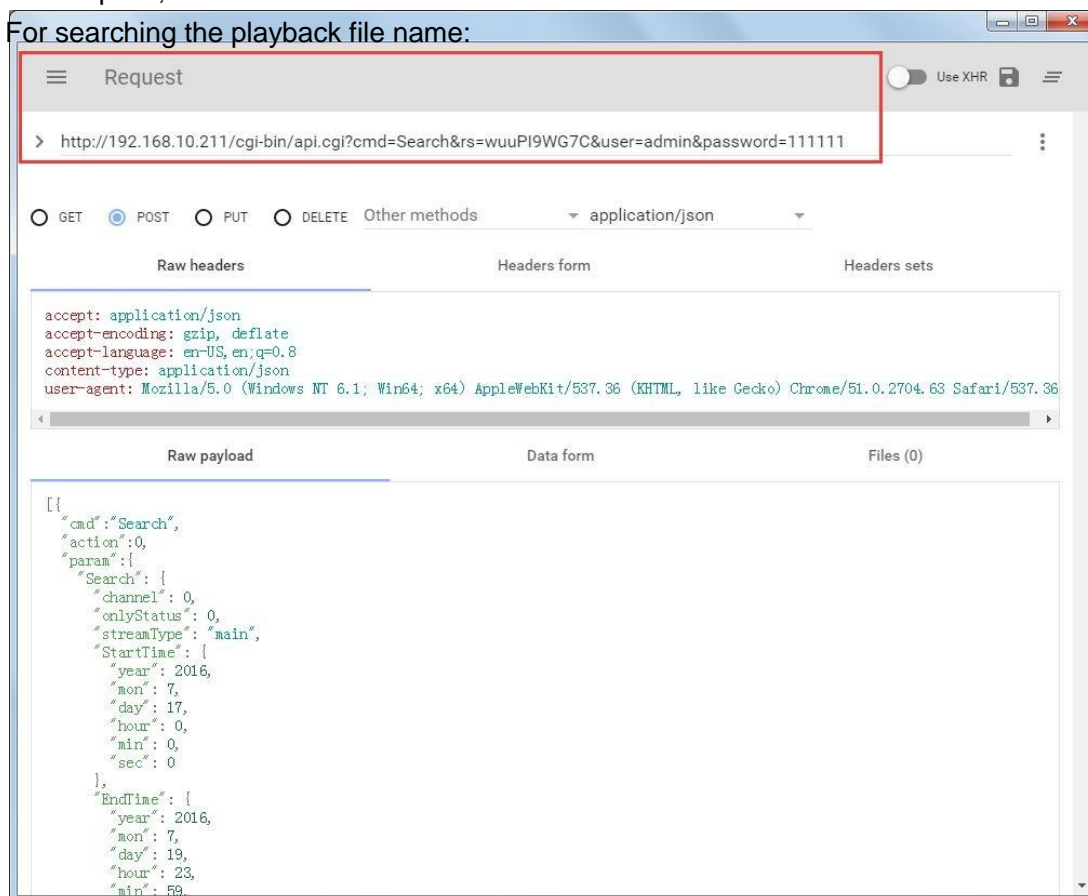 For searching the playback file name:
Request
Use XHR
http://192.168.10.211/cgi-bin/api.cgi?cmd=Search&rs=wuuPI9WG7C&user=admin&password=111111
GET POST PUT DELETE Other methods application/json
Raw headers Headers form Headers sets
accept: application/json
accept-encoding: gzip, deflate
accept-language: en-US,en;q=0.8
content-type: application/json
user-agent: Mozilla/5.0 (Windows NT 6.1; Win64; x64) AppleWebKit/537.36 (KHTML, like Gecko) Chrome/51.0.2704.63 Safari/537.36
Raw payload Data form Files (0)
[{
"cmd":"Search",
"action":0,
"param":{
"Search": {
"channel": 0,
"onlyStatus": 0,
"streamType": "main",
"StartTime": {
"year": 2016,
"mon": 7,
"day": 17,
"hour": 0,
"min": 0,
"sec": 0
},
"EndTime": {
"year": 2016,
"mon": 7,
"day": 19,
"hour": 23,
"min": 59,